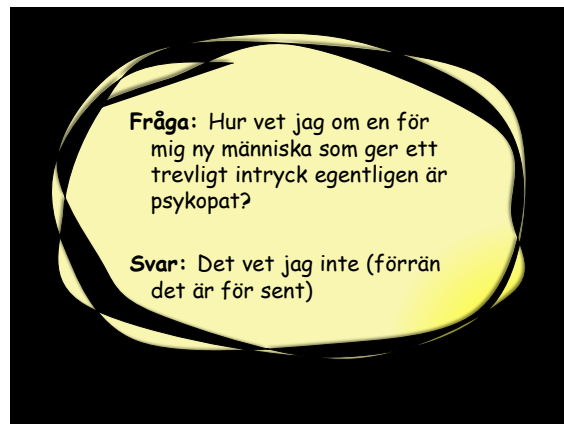 Fråga: Hur vet jag om en för
mig ny människa som ger ett
trevligt intryck egentligen är
psykopat?
Svar: Det vet jag inte (förrän
det är för sent)